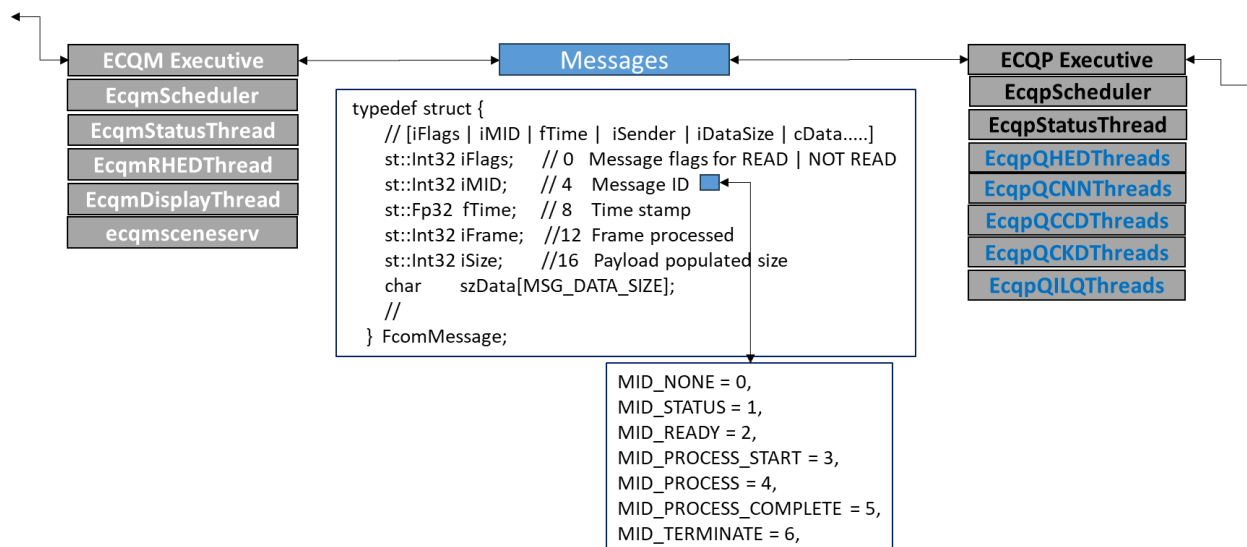 ECQM Executive
EcqmScheduler
EcqmStatusThread
EcqmRHEDThread
EcqmDisplayThread
ecqmsceneserv
Messages
typedef struct {
// [iFlags | iMID | fTime | iSender | iDataSize | cData.....]
st::Int32 iFlags; // 0 Message flags for READ | NOT READ
st::Int32 iMID; // 4 Message ID
st::Fp32 fTime; // 8 Time stamp
st::Int32 iFrame; //12 Frame processed
st::Int32 iSize; //16 Payload populated size
char szData[MSG_DATA_SIZE];
//
} FcomMessage;
MID_NONE = 0,
MID_STATUS = 1,
MID_READY = 2,
MID_PROCESS_START = 3,
MID_PROCESS = 4,
MID_PROCESS_COMPLETE = 5,
MID_TERMINATE = 6,
ECQP Executive
EcqpScheduler
EcqpStatusThread
EcqpQHEDThreads
EcqpQCNNThreads
EcqpQCCDThreads
EcqpQCKDThreads
EcqpQILQThreads